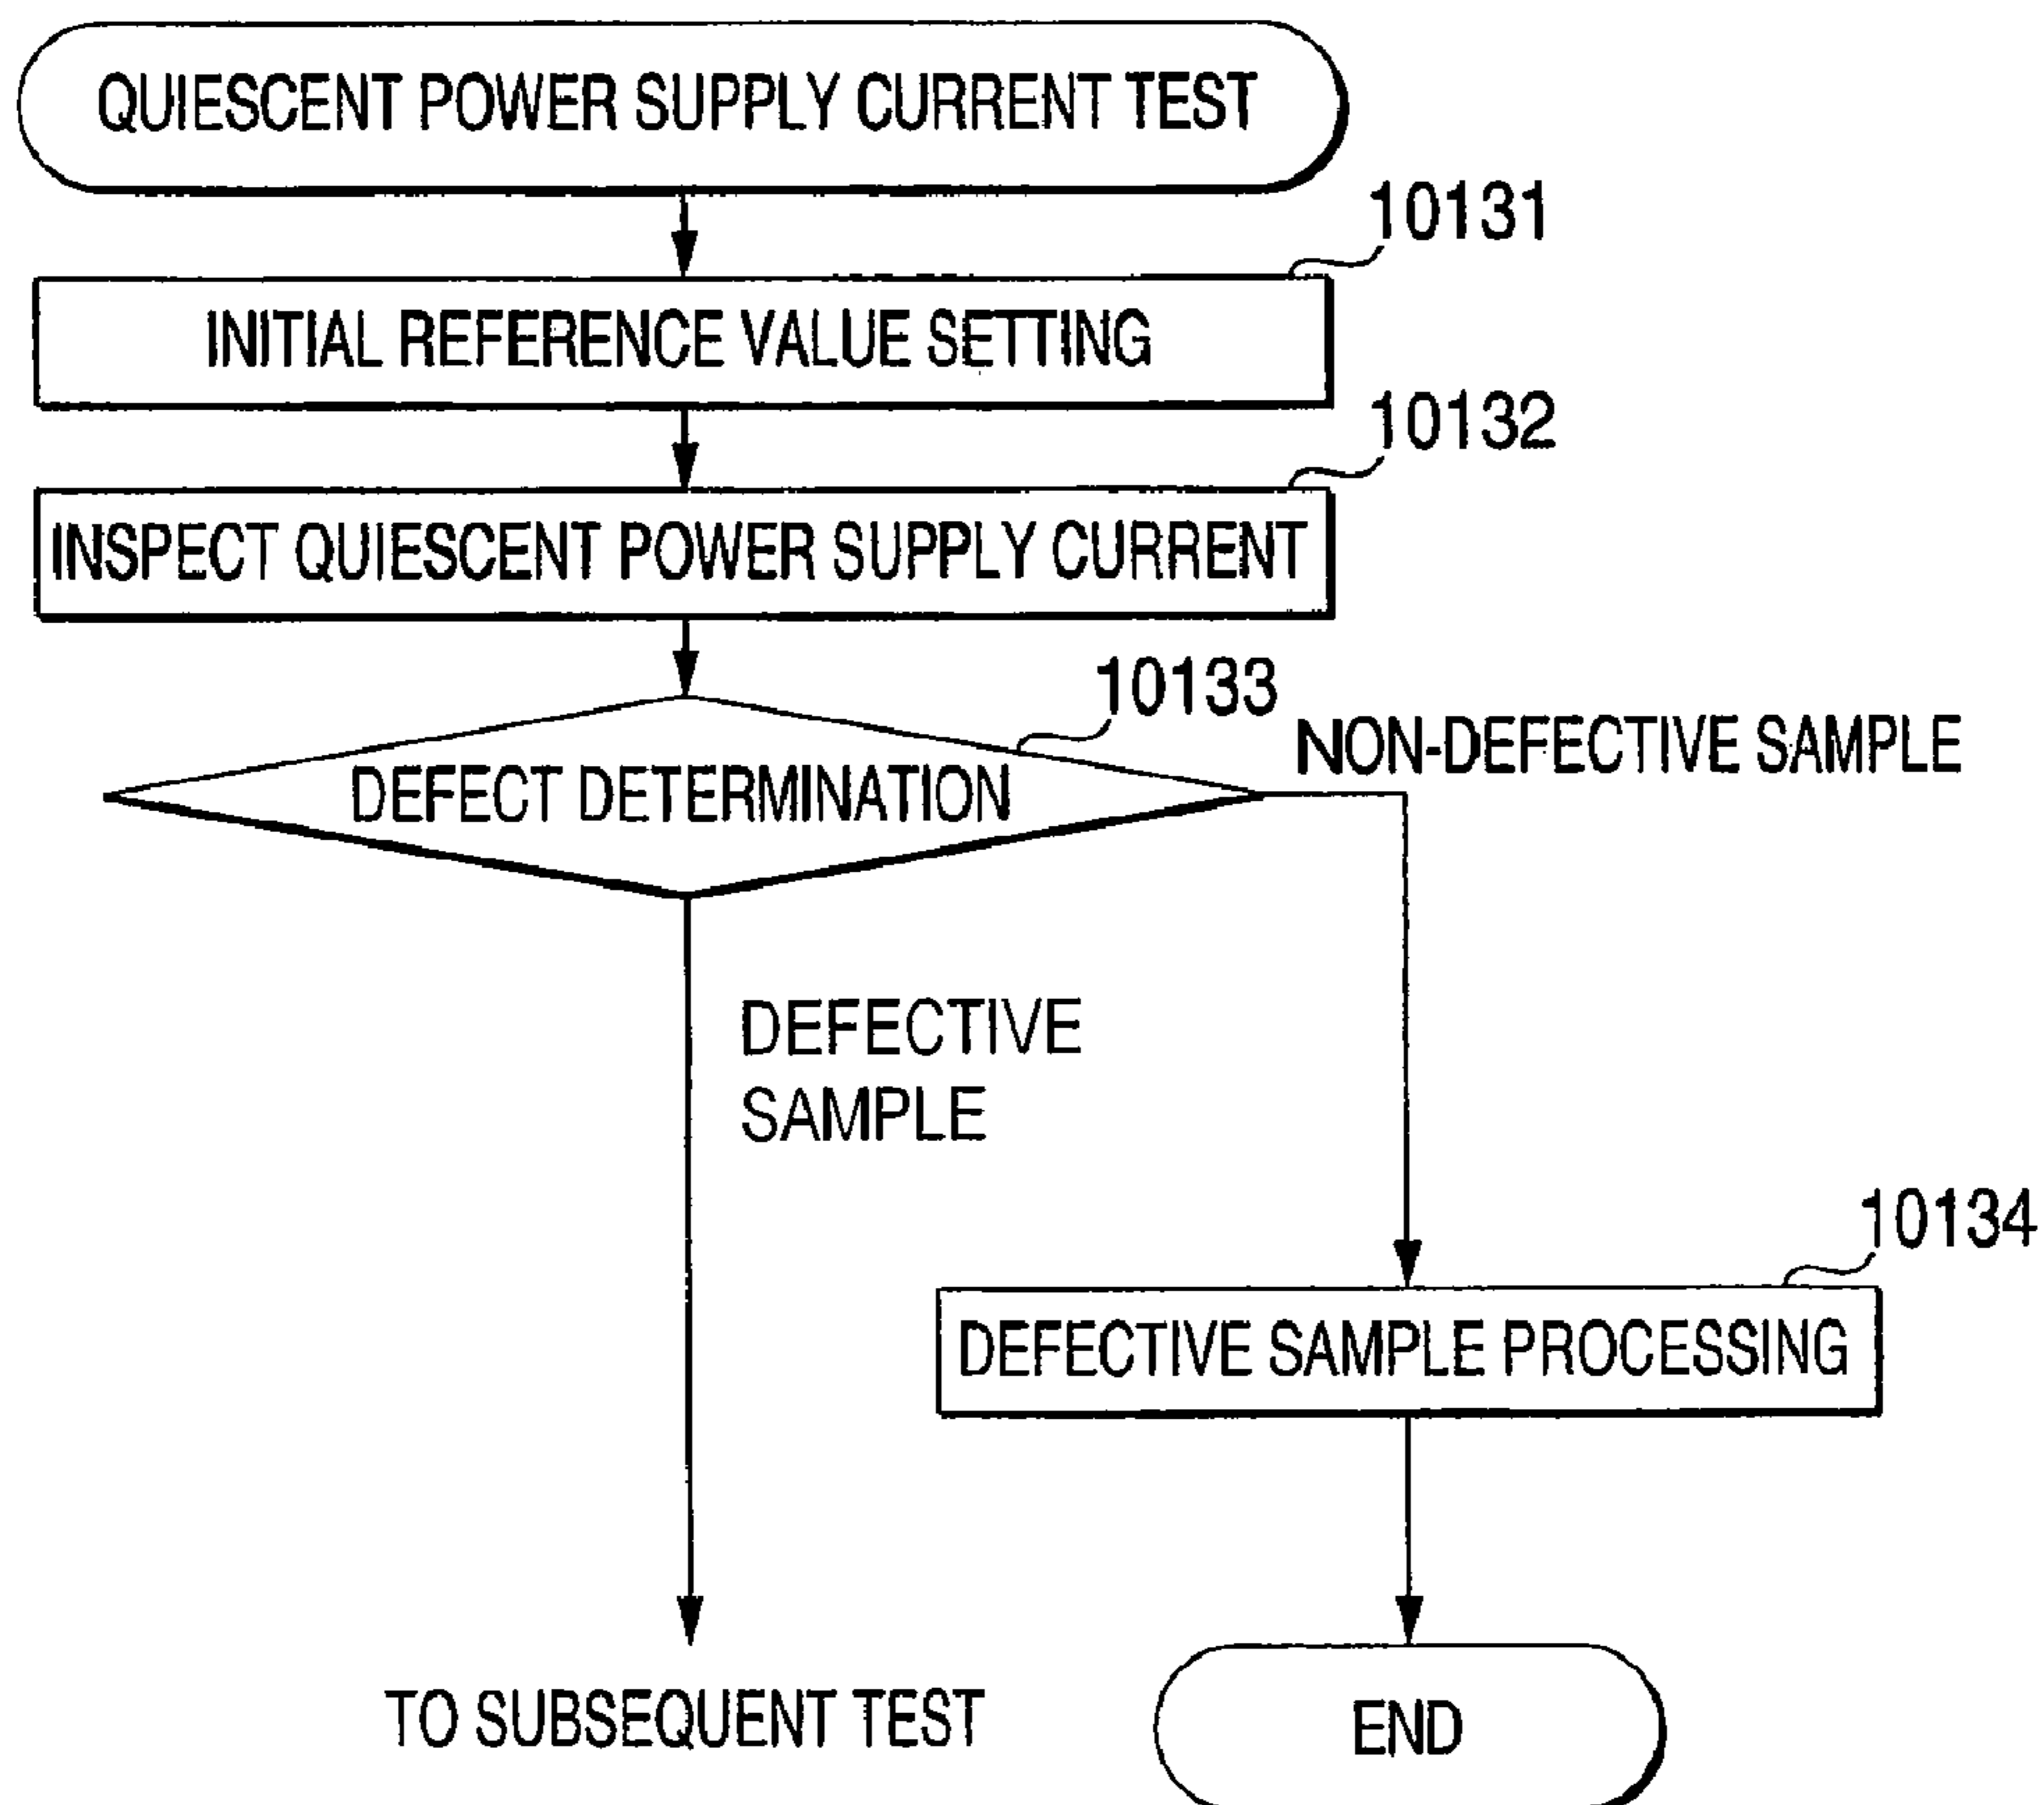 QUIESCENT POWER SUPPLY CURRENT TEST
10131
INITIAL REFERENCE VALUE SETTING
10132
INSPECT QUIESCENT POWER SUPPLY CURRENT
10133
NON-DEFECTIVE SAMPLE
DEFECT DETERMINATION
DEFECTIVE
SAMPLE
10134
DEFECTIVE SAMPLE PROCESSING
TO SUBSEQUENT TEST
END